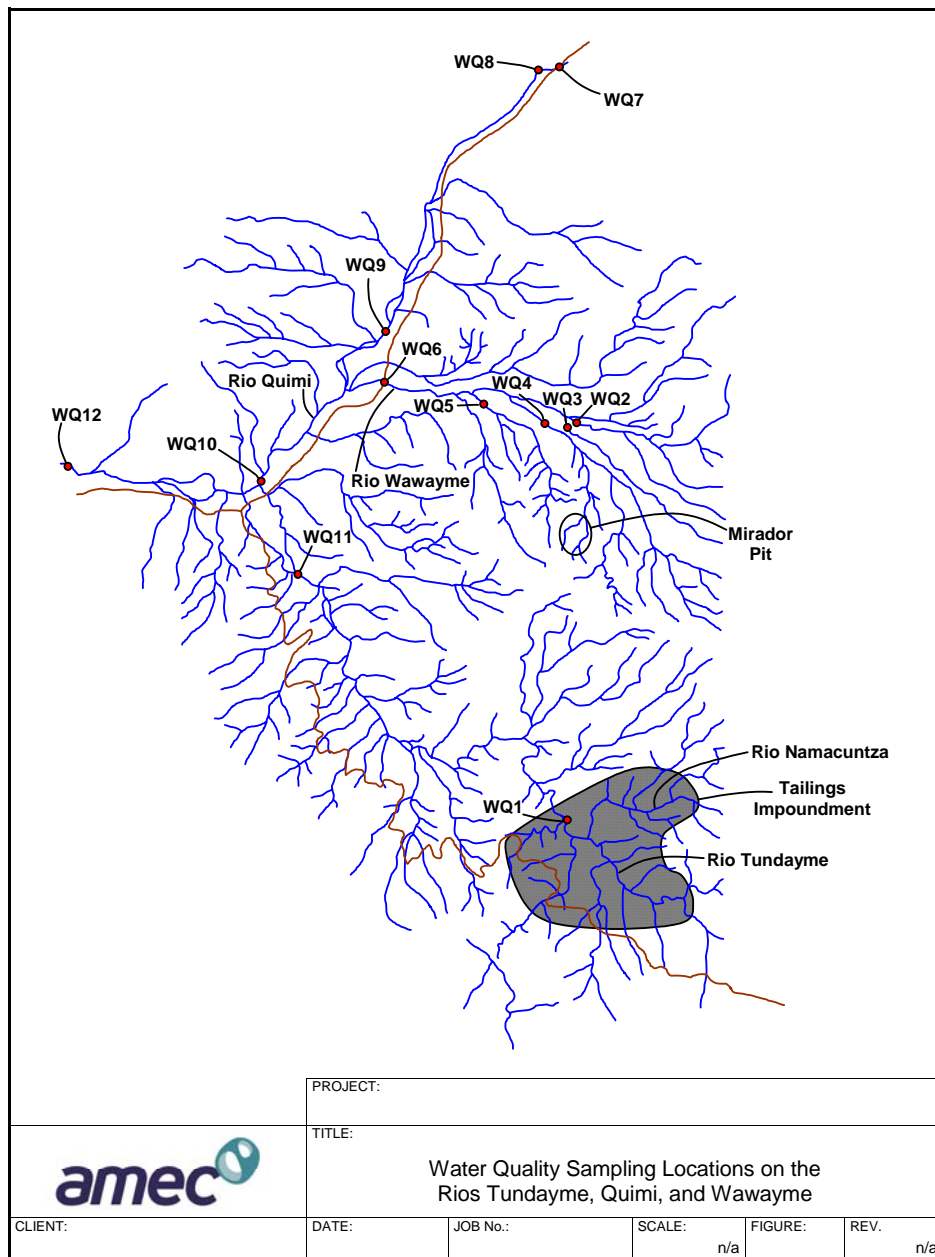 WQ8
WQ7
WQ9
WQ6
Rio Quimi
WQ4
WQ3
WQ2
WQ5
WQ12
WQ10
Rio Wawayme
Mirador
Pit
WQ11
Rio Namacuntza
Tailings
Impoundment
WQ1
Rio Tundayme
PROJECT:
amec
TITLE:
Water Quality Sampling Locations on the
Rios Tundayme, Quimi, and Wawayme
CLIENT:
DATE:
JOB No.:
SCALE:
n/a
FIGURE:
REV.
n/a